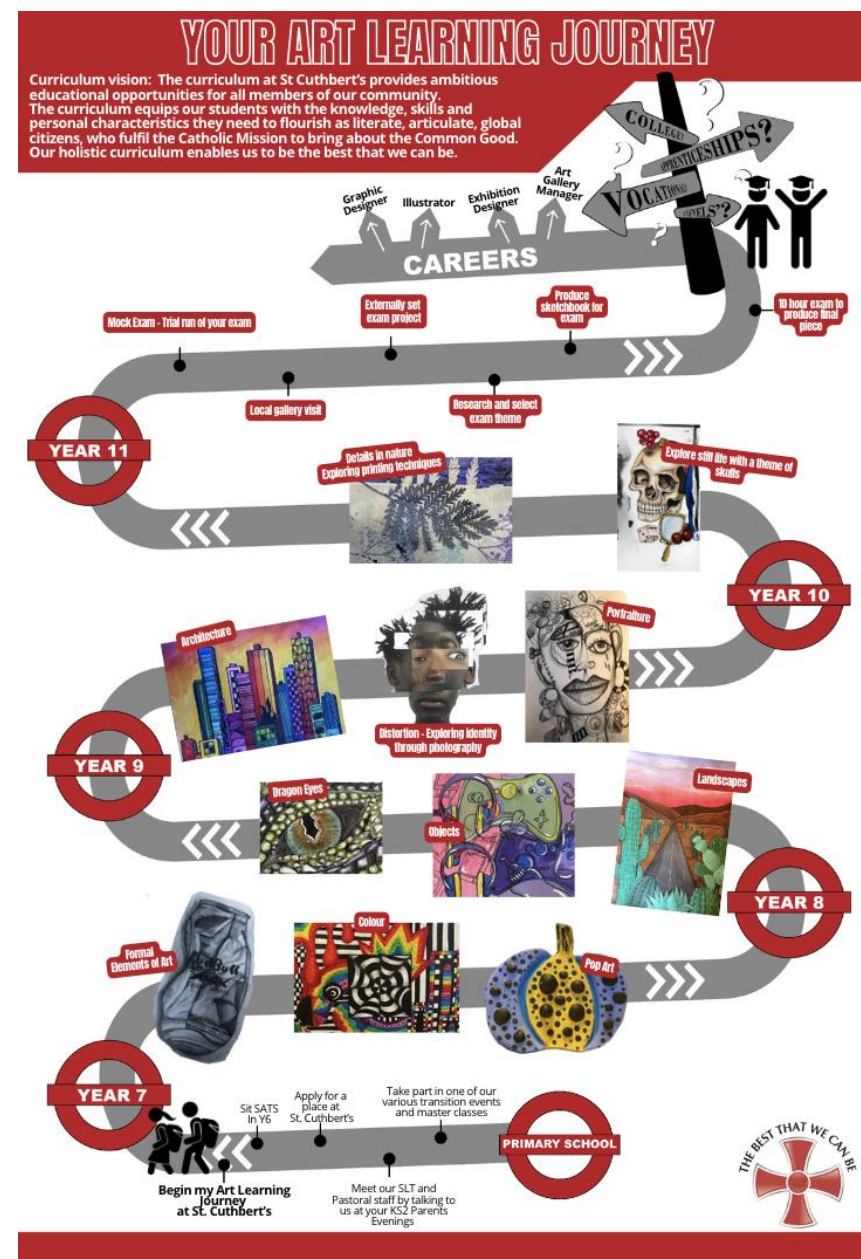 YOUR ART LEARNING JOURNEY
Curriculum vision: The curriculum at St Cuthbert's provides ambitious
educational opportunities for all members of our community.
The curriculum equips our students with the knowledge, skills and
personal characteristics they need to flourish as literate, articulate, global
citizens, who fulfil the Catholic Mission to bring about the Common Good.
Our holistic curriculum enables us to be the best that we can be.
COLLEGE?
APPRENTICESHIPS?
VOCATIONAL?
Graphic
Designer
Illustrator
Exhibition
Designer
Art
Gallery
Manager
CAREERS
Mock Exam - Trial run of your exam
Externally set
exam project
Produce
sketchbook for
exam
10 hour exam to
produce final
piece
Local gallery visit
Research and select
exam theme
YEAR 11
Details in nature
Exploring printing techniques
Explore still life with a theme of
skulls
YEAR 10
Architecture
Portraiture
Distortion - Exploring identity
through photography
YEAR 9
Dragon Eyes
Objects
Landscapes
YEAR 8
Formal
Elements of Art
RedBull
Colour
Pop Art
YEAR 7
Sit SATS
In Y6
Apply for a
place at
St. Cuthbert's
Take part in one of our
various transition events
and master classes
PRIMARY SCHOOL
Begin my Art Learning
Journey
at St. Cuthbert's
Meet our SLT and
Pastoral staff by talking to
us at your KS2 Parents
Evenings
THE BEST THAT WE CAN BE